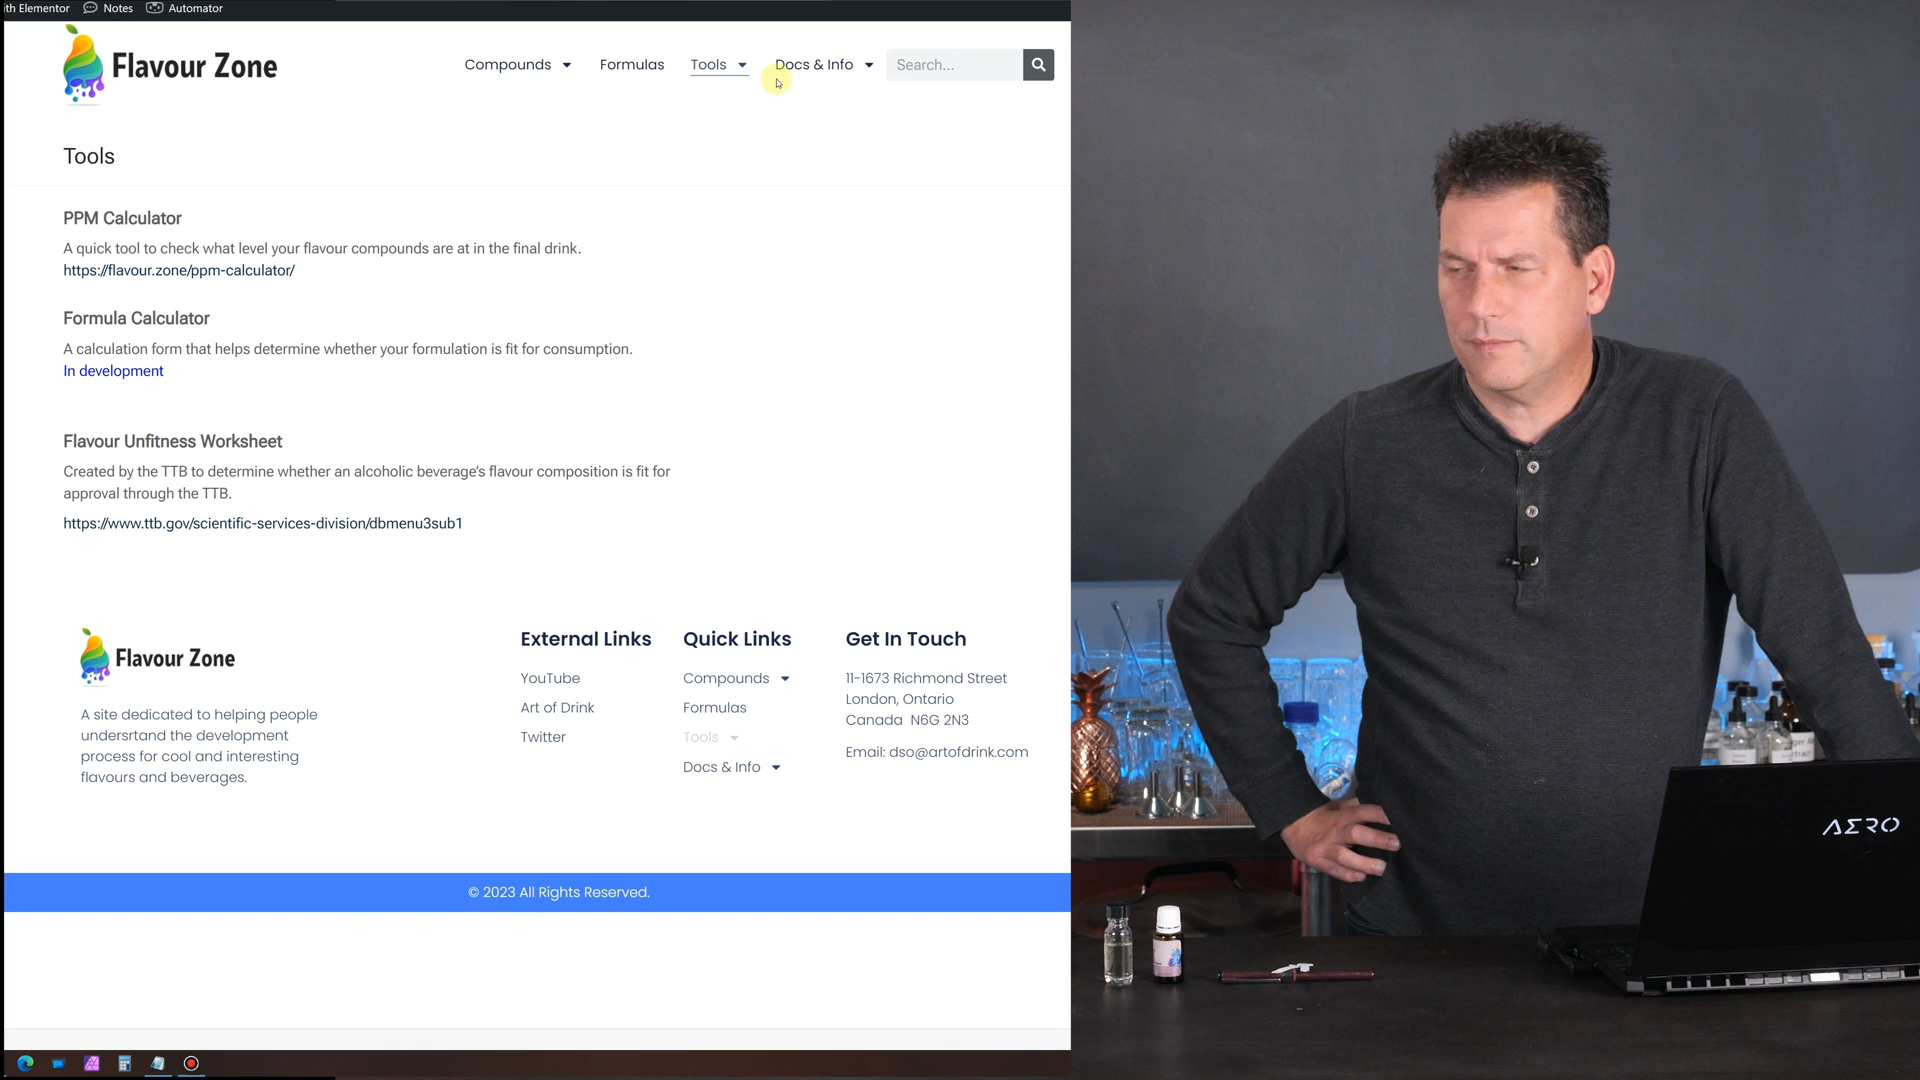 ith Elementor Notes Automator
Flavour Zone
Compounds Formulas Tools Docs & Info Search...
Tools
PPM Calculator
A quick tool to check what level your flavour compounds are at in the final drink.
https://flavour.zone/ppm-calculator/
Formula Calculator
A calculation form that helps determine whether your formulation is fit for consumption.
In development
Flavour Unfitness Worksheet
Created by the TTB to determine whether an alcoholic beverage's flavour composition is fit for
approval through the TTB.
https://www.ttb.gov/scientific-services-division/dbmenu3sub1
Flavour Zone
A site dedicated to helping people
undersrtand the development
process for cool and interesting
flavours and beverages.
External Links
YouTube
Art of Drink
Twitter
Quick Links
Compounds
Formulas
Tools
Docs & Info
Get In Touch
11-1673 Richmond Street
London, Ontario
Canada N6G 2N3
Email: dso@artofdrink.com
© 2023 All Rights Reserved.
AERO